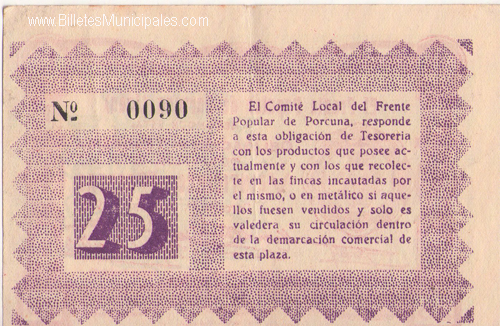 www.BilletesMunicipales.com
Nº 0090
El Comité Local del Frente
Popular de Porcuna, responde
a esta obligación de Tesoreria
con los productos que posee ac-
tualmente y con los que recolec-
te en las fincas incautadas por
el mismo, o en metálico si aque-
llos fuesen vendidos y solo es
valedera su circulación dentro
de la demarcación comercial de
esta plaza.
25